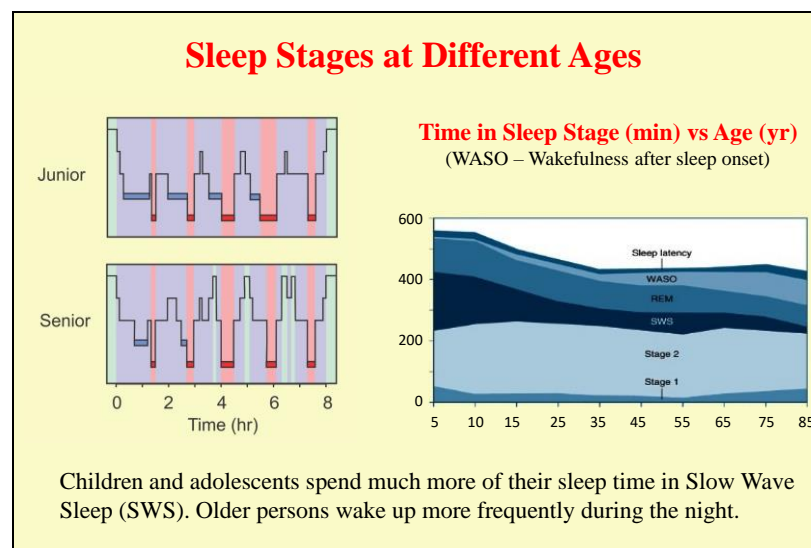 Sleep Stages at Different Ages
Junior
Senior
0 2 4 6 8
Time (hr)
Time in Sleep Stage (min) vs Age (yr)
(WASO – Wakefulness after sleep onset)
600
400
200
0
Sleep latency
WASO
REM
SWS
Stage 2
Stage 1
5 10 15 25 35 45 55 65 75 85
Children and adolescents spend much more of their sleep time in Slow Wave
Sleep (SWS). Older persons wake up more frequently during the night.